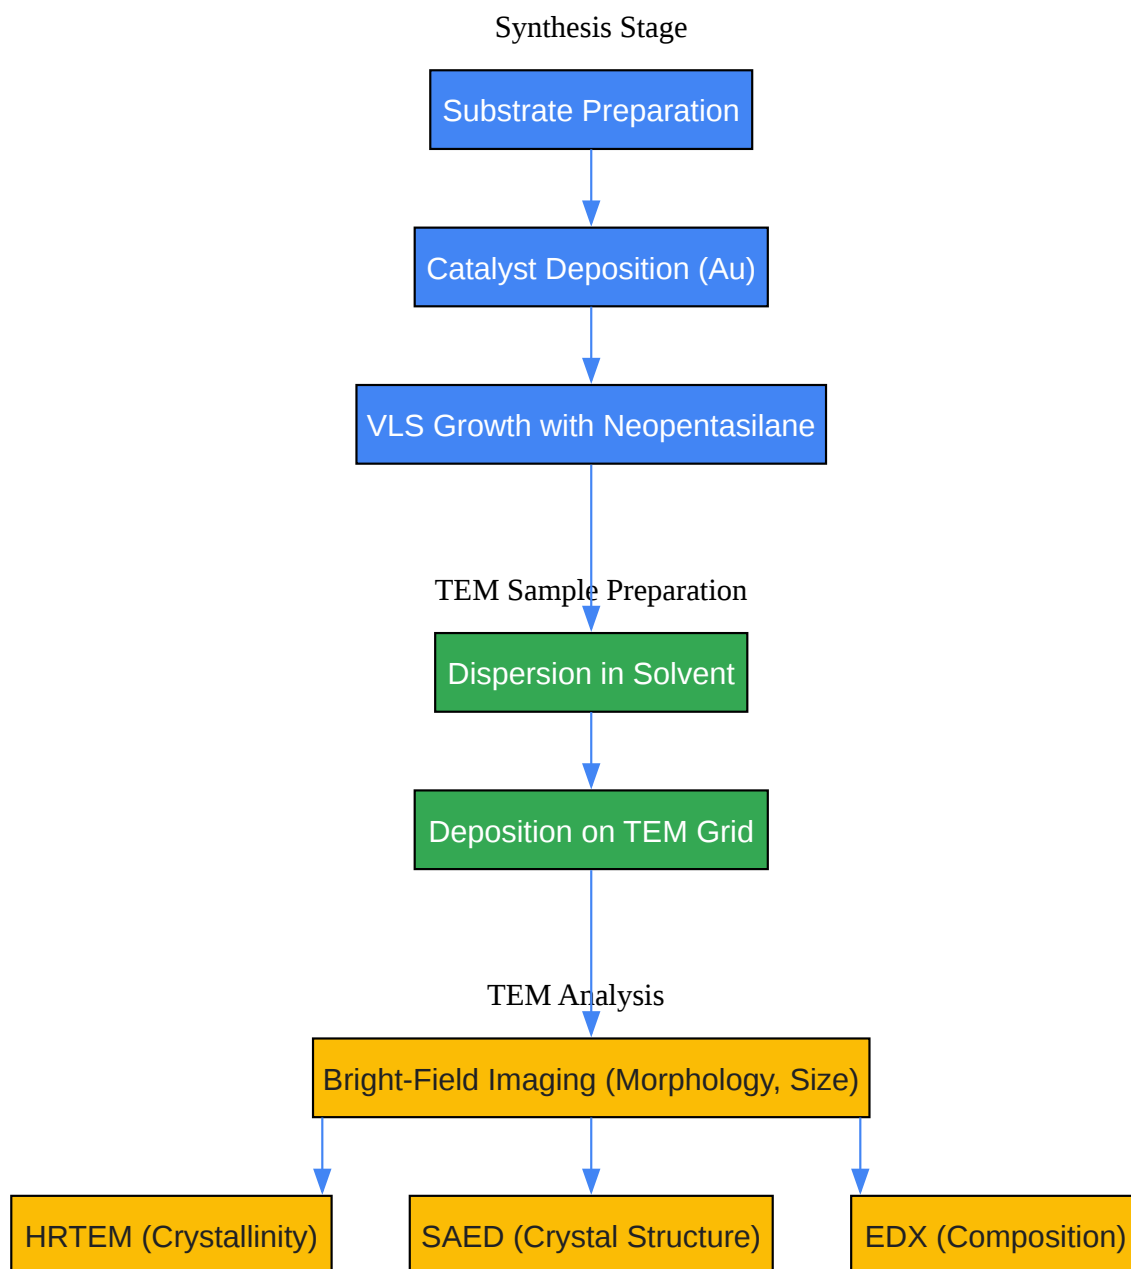 Synthesis Stage
Substrate Preparation
Catalyst Deposition (Au)
VLS Growth with Neopentasilane
TEM Sample Preparation
Dispersion in Solvent
Deposition on TEM Grid
TEM Analysis
Bright-Field Imaging (Morphology, Size)
HRTEM (Crystallinity)
SAED (Crystal Structure)
EDX (Composition)